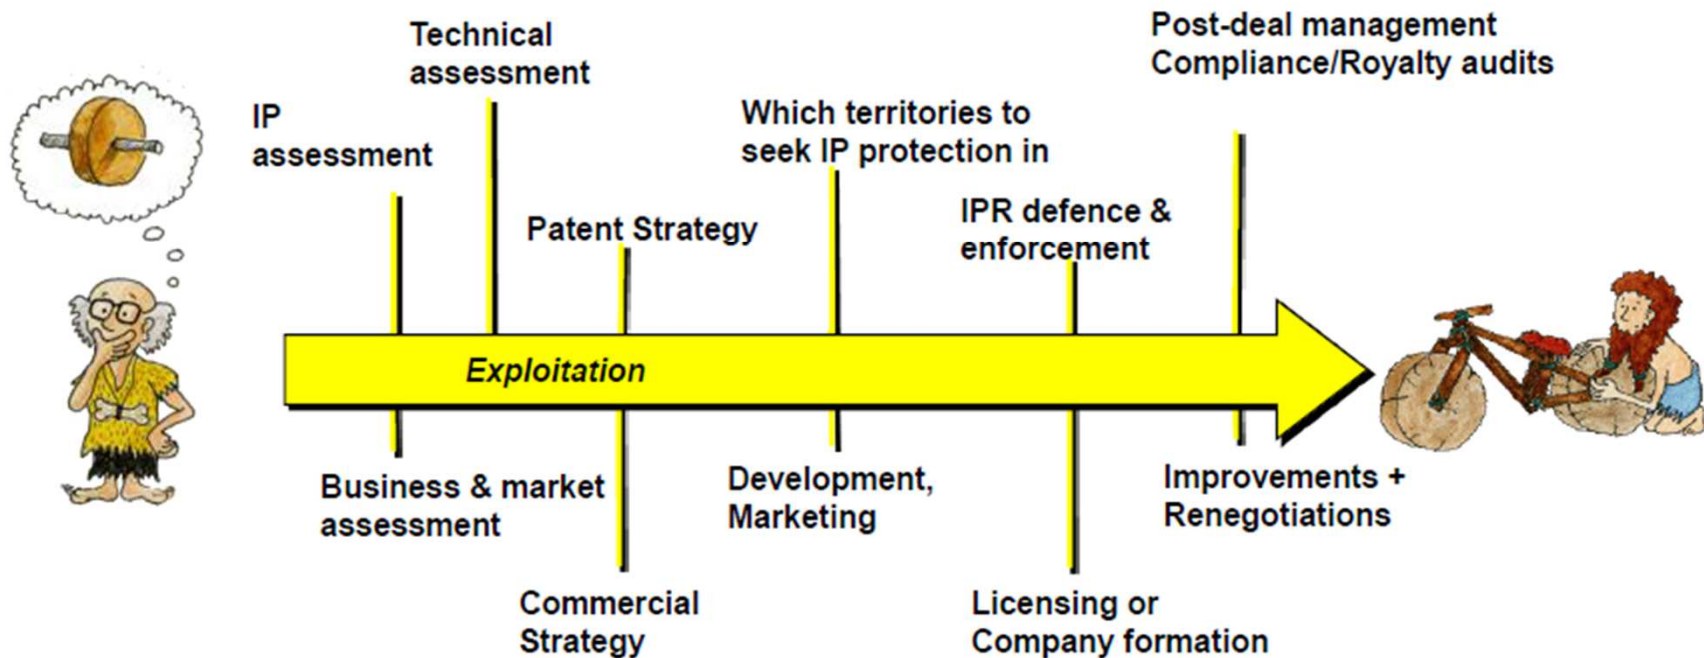 Technical
assessment
Post-deal management
Compliance/Royalty audits
IP
assessment
Which territories to
seek IP protection in
Patent Strategy
IPR defence &
enforcement
Exploitation
Business & market
assessment
Development,
Marketing
Improvements +
Renegotiations
Commercial
Strategy
Licensing or
Company formation